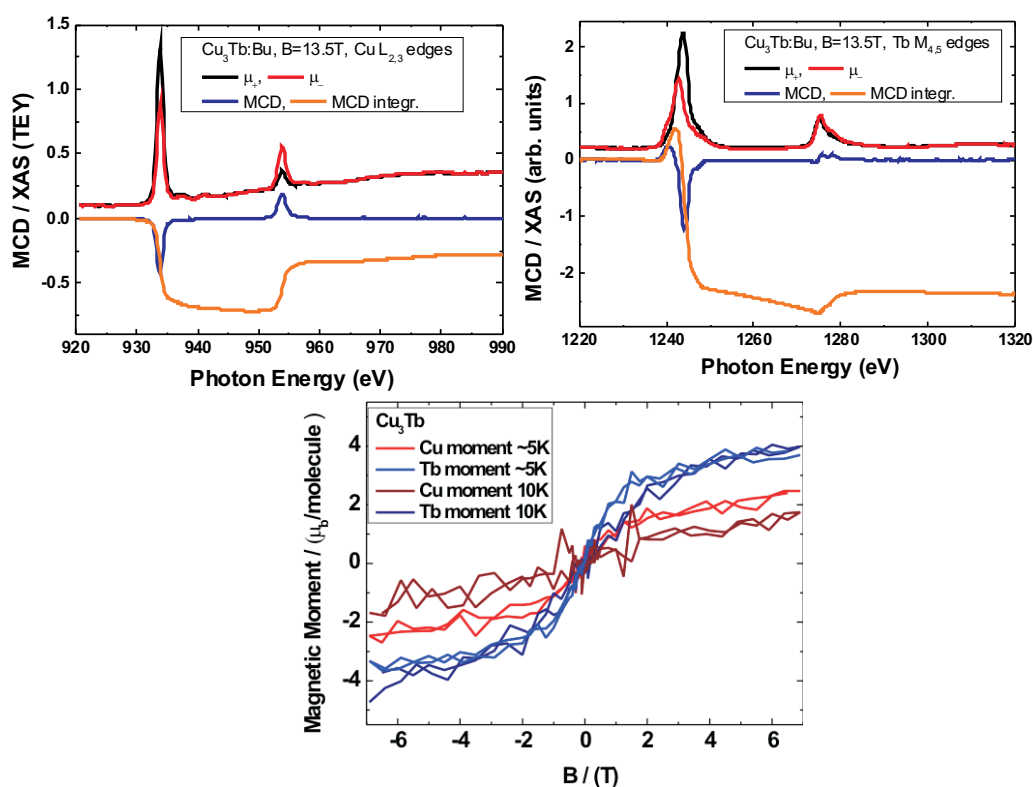 Cu₃Tb:Bu, B=13.5T, Cu L₂,₃ edges
μ₊, μ₋
MCD, MCD integr.
MCD / XAS (TEY)
1.5
1.0
0.5
0.0
-0.5
920 930 940 950 960 970 980 990
Photon Energy (eV)
Cu₃Tb:Bu, B=13.5T, Tb M₄,₅ edges
μ₊, μ₋
MCD, MCD integr.
MCD / XAS (arb. units)
2
1
0
-1
-2
1220 1240 1260 1280 1300 1320
Photon Energy (eV)
Cu₃Tb
Cu moment ~5K
Tb moment ~5K
Cu moment 10K
Tb moment 10K
Magnetic Moment / (μb/molecule )
4
2
0
-2
-4
-6 -4 -2 0 2 4 6
B / (T)